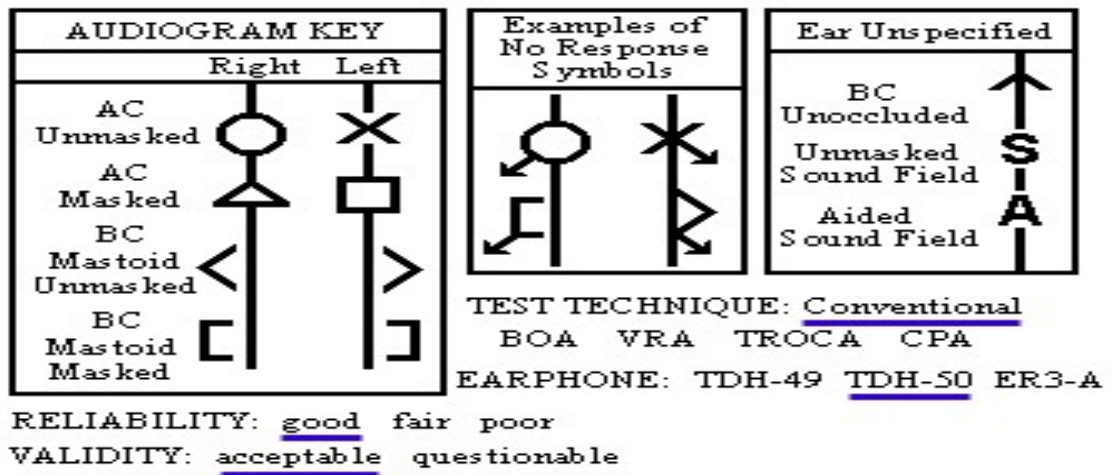 AUDIOGRAM KEY
Right Left
AC
Unmasked
AC
Masked
BC
Mastoid
Unmasked
BC
Mastoid
Masked
Examples of
No Response
Symbols
Ear Unspecified
BC
Unoccluded
S
Unmasked
Sound Field
A
Aided
Sound Field
TEST TECHNIQUE: Conventional
BOA VRA TROCA CPA
EARPHONE: TDH-49 TDH-50 ER3-A
RELIABILITY: good fair poor
VALIDITY: acceptable questionable